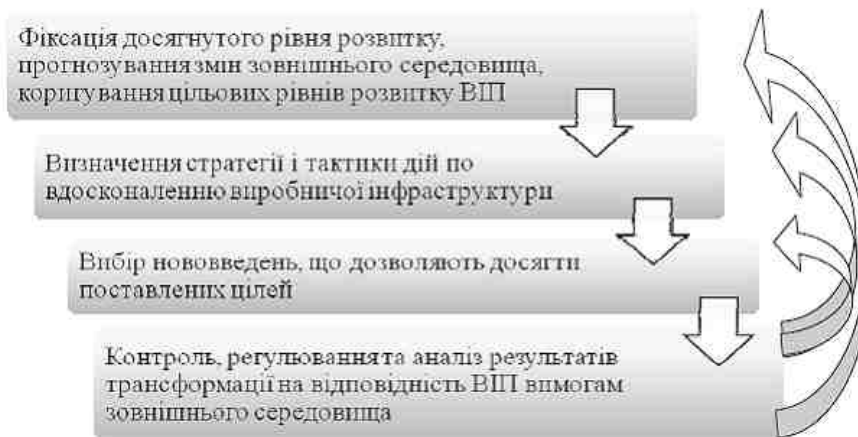 Фіксація досягнутого рівня розвитку,
прогнозування змін зовнішнього середовища,
коригування цільових рівнів розвитку ВІП
Визначення стратегії і тактики дій по
вдосконаленню виробничої інфраструктури
Вибір нововведень, що дозволяють досягти
поставлених цілей
Контроль, регулювання та аналіз результатів
трансформації на відповідність ВІП вимогам
зовнішнього середовища